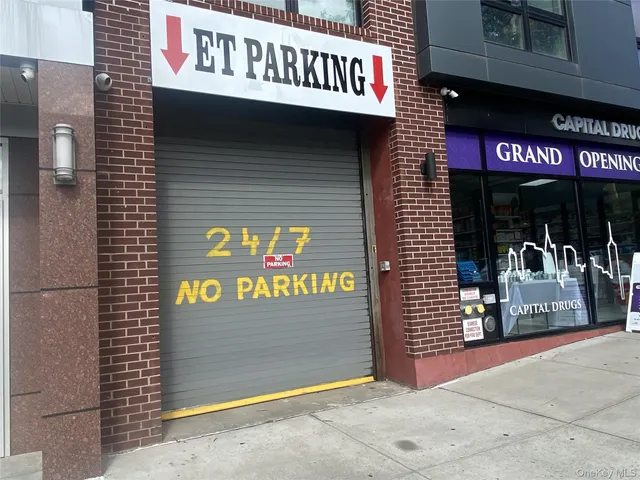 ET PARKING
CAPITAL DRUG
GRAND OPENING
24/7
NO
PARKING
NO PARKING
CAPITAL DRUGS
OneKey MLS